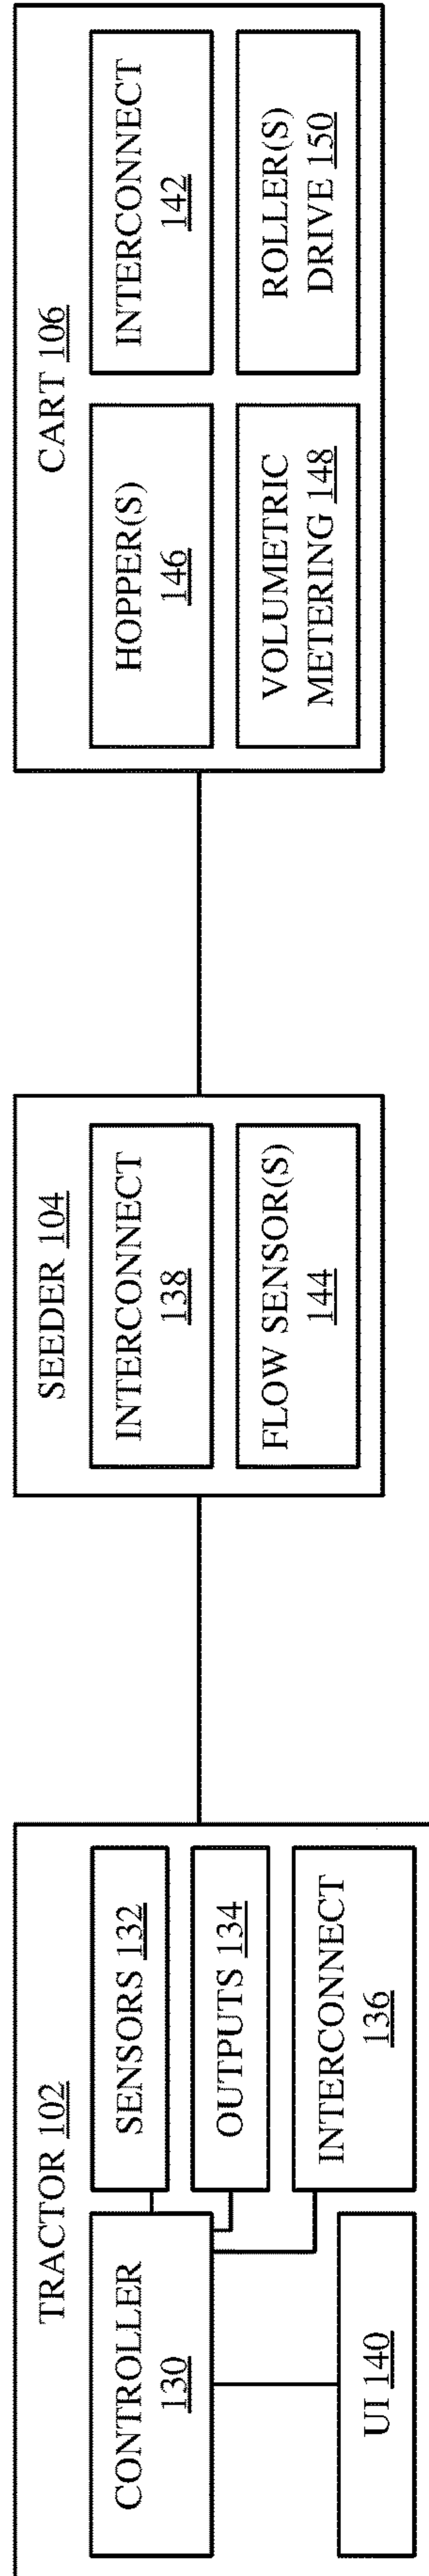 TRACTOR 102
CONTROLLER
130
SENSORS 132
OUTPUTS 134
INTERCONNECT
136
UI 140
SEEDER 104
INTERCONNECT
138
FLOW SENSOR(S)
144
CART 106
HOPPER(S)
146
INTERCONNECT
142
VOLUMETRIC
METERING 148
ROLLER(S)
DRIVE 150